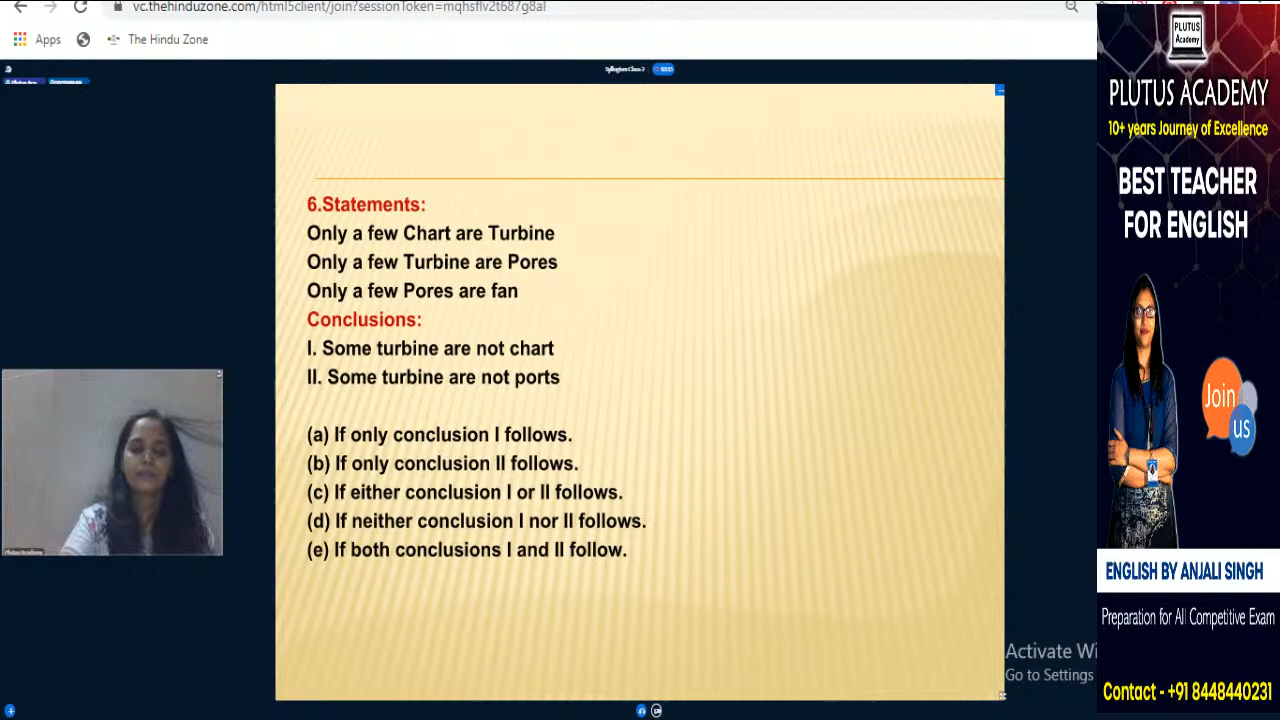 vc.thehinduzone.com/html5client/join?sessionToken=mqhsflv2t687g8al
Apps
The Hindu Zone
Syllogism Class 2
6.Statements:
Only a few Chart are Turbine
Only a few Turbine are Pores
Only a few Pores are fan
Conclusions:
I. Some turbine are not chart
II. Some turbine are not ports
(a) If only conclusion I follows.
(b) If only conclusion II follows.
(c) If either conclusion I or II follows.
(d) If neither conclusion I nor II follows.
(e) If both conclusions I and II follow.
Plutus Academy
Activate Wi
Go to Settings
PLUTUS
Academy
PLUTUS ACADEMY
10+ years Journey of Excellence
BEST TEACHER
FOR ENGLISH
Join
us
ENGLISH BY ANJALI SINGH
Preparation for All Competitive Exam
Contact - +91 8448440231